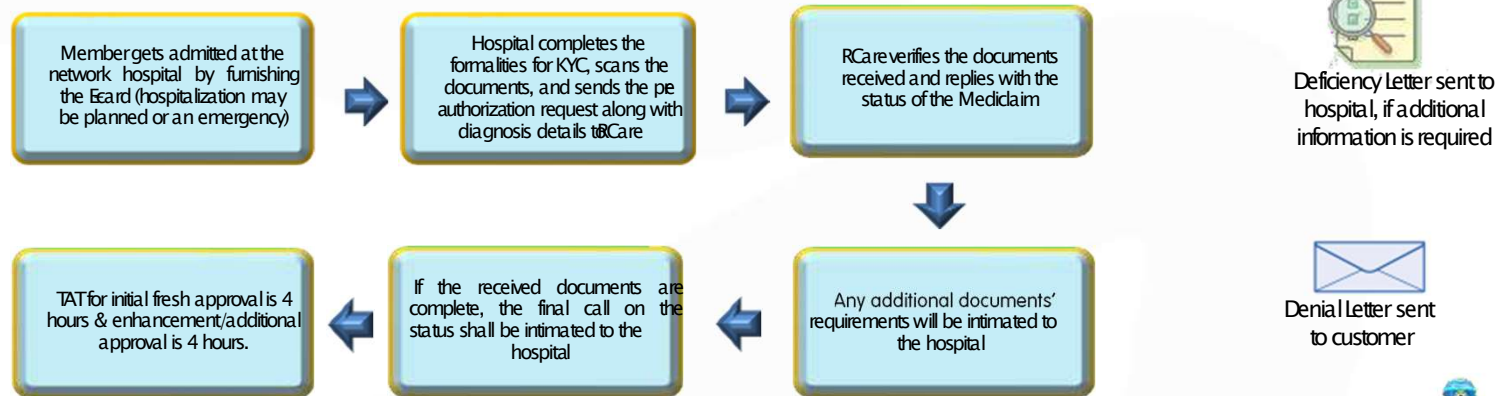 Member gets admitted at the
network hospital by furnishing
the Ecard (hospitalization may
be planned or an emergency)
Hospital completes the
formalities for KYC, scans the
documents, and sends the pre
authorization request along with
diagnosis details to RCare
RCare verifies the documents
received and replies with the
status of the Mediclaim
Deficiency Letter sent to
hospital, if additional
information is required
TAT for initial fresh approval is 4
hours & enhancement/additional
approval is 4 hours.
If the received documents are
complete, the final call on the
status shall be intimated to the
hospital
Any additional documents’
requirements will be intimated to
the hospital
Denial Letter sent
to customer